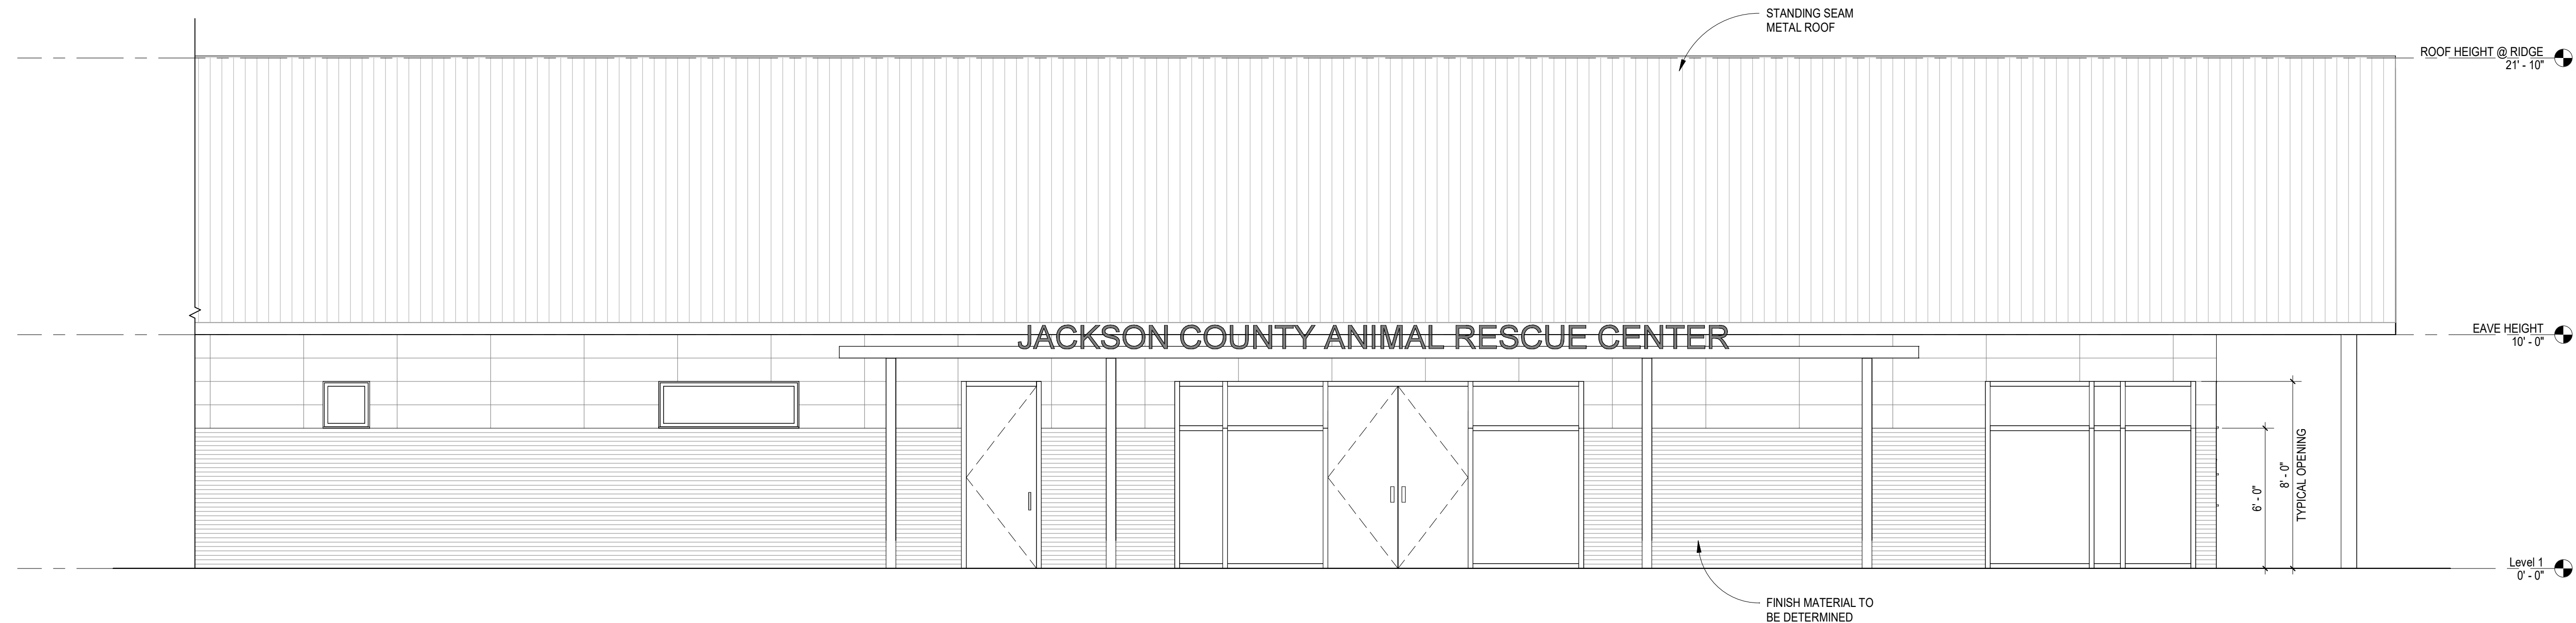 STANDING SEAM
METAL ROOF
ROOF HEIGHT @ RIDGE
21' - 10"
JACKSON COUNTY ANIMAL RESCUE CENTER
EAVE HEIGHT
10' - 0"
6' - 0"
8' - 0"
TYPICAL OPENING
Level 1
0' - 0"
FINISH MATERIAL TO
BE DETERMINED